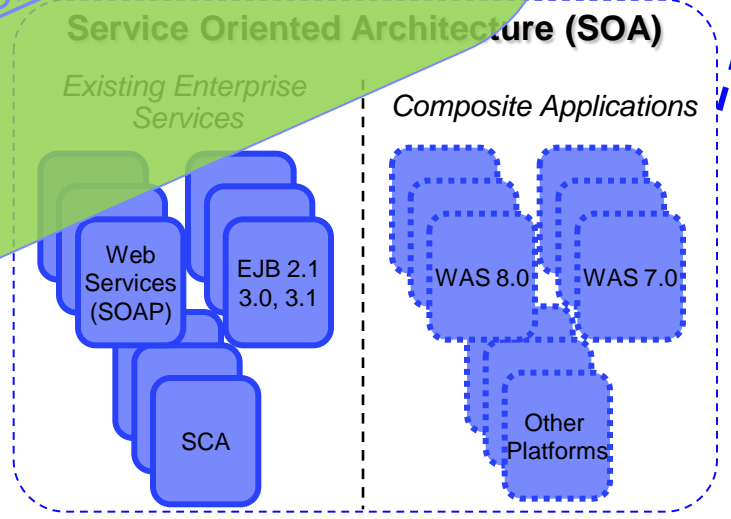 Service Oriented Architecture (SOA)
Existing Enterprise
Services
Composite Applications
Web
Services
(SOAP)
EJB 2.1
3.0, 3.1
SCA
WAS 8.0
WAS 7.0
Other
Platforms